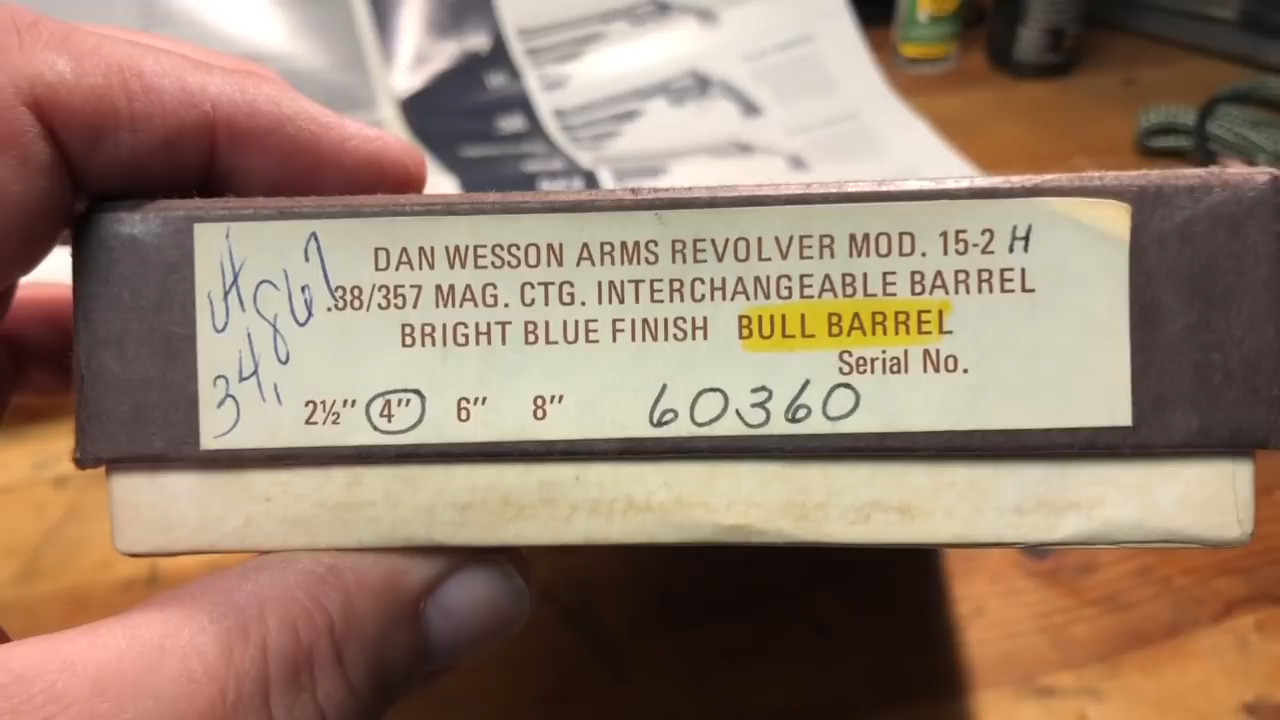 DAN WESSON ARMS REVOLVER MOD. 15-2 H
.38/357 MAG. CTG. INTERCHANGEABLE BARREL
BRIGHT BLUE FINISH BULL BARREL
Serial No.
2½" 4" 6" 8" 60360
867
34.